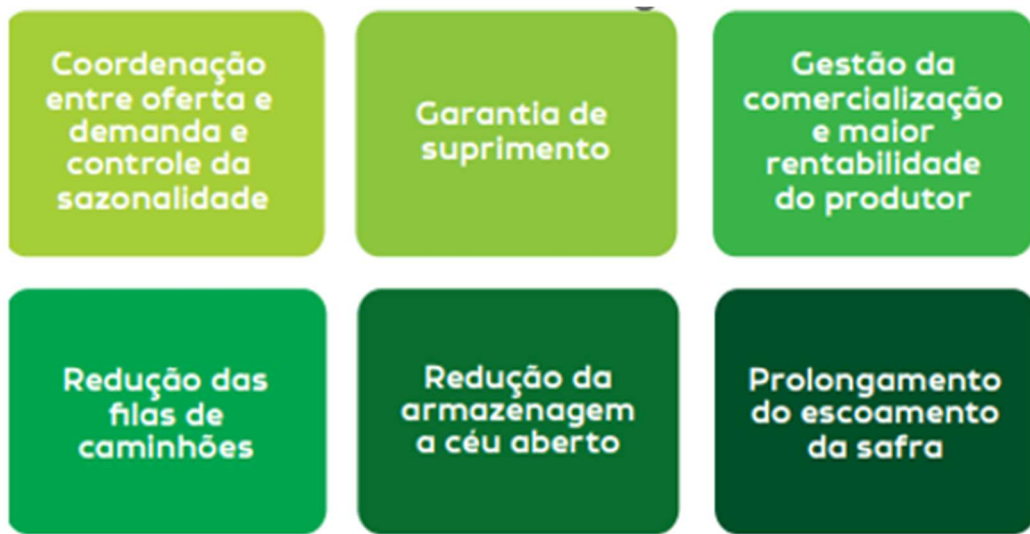 Coordenação
entre oferta e
demanda e
controle da
sazonalidade
Garantia de
suprimento
Gestão da
comercialização
e maior
rentabilidade
do produtor
Redução das
filas de
caminhões
Redução da
armazenagem
a céu aberto
Prolongamento
do escoamento
da safra